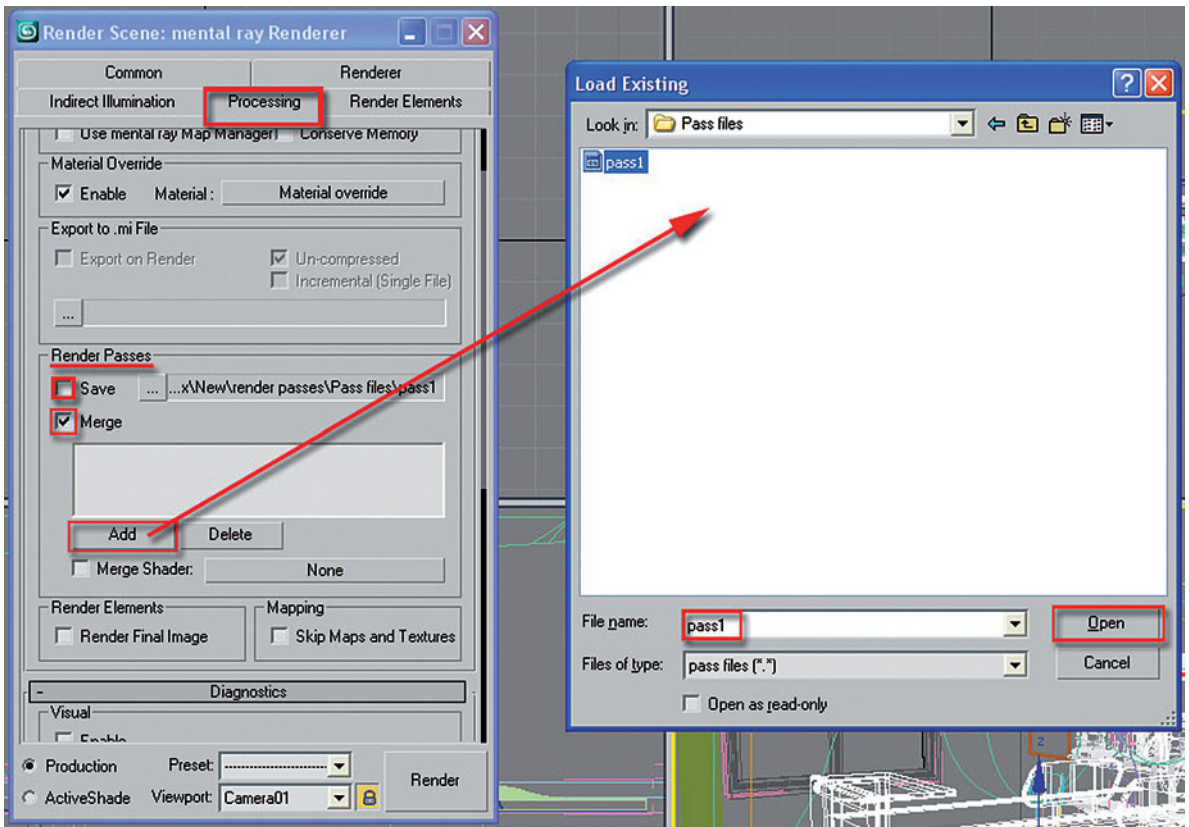 Render Scene: mental ray Renderer
Common Renderer
Indirect Illumination Processing Render Elements
Use mental ray Map Manager) Conserve Memory
Material Override
Enable Material : Material override
Export to .mi File
Export on Render Un-compressed
Incremental (Single File)
...
Render Passes
Save ... ...x\New\render passes\Pass files\pass1
Merge
Add Delete
Merge Shader: None
Render Elements Mapping
Render Final Image Skip Maps and Textures
- Diagnostics
Visual
Enable
Production Preset: -------------------------
Render
ActiveShade Viewport: Camera01
Load Existing
Look in: Pass files
pass1
File name: pass1 Open
Files of type: pass files (*.*) Cancel
Open as read-only
z